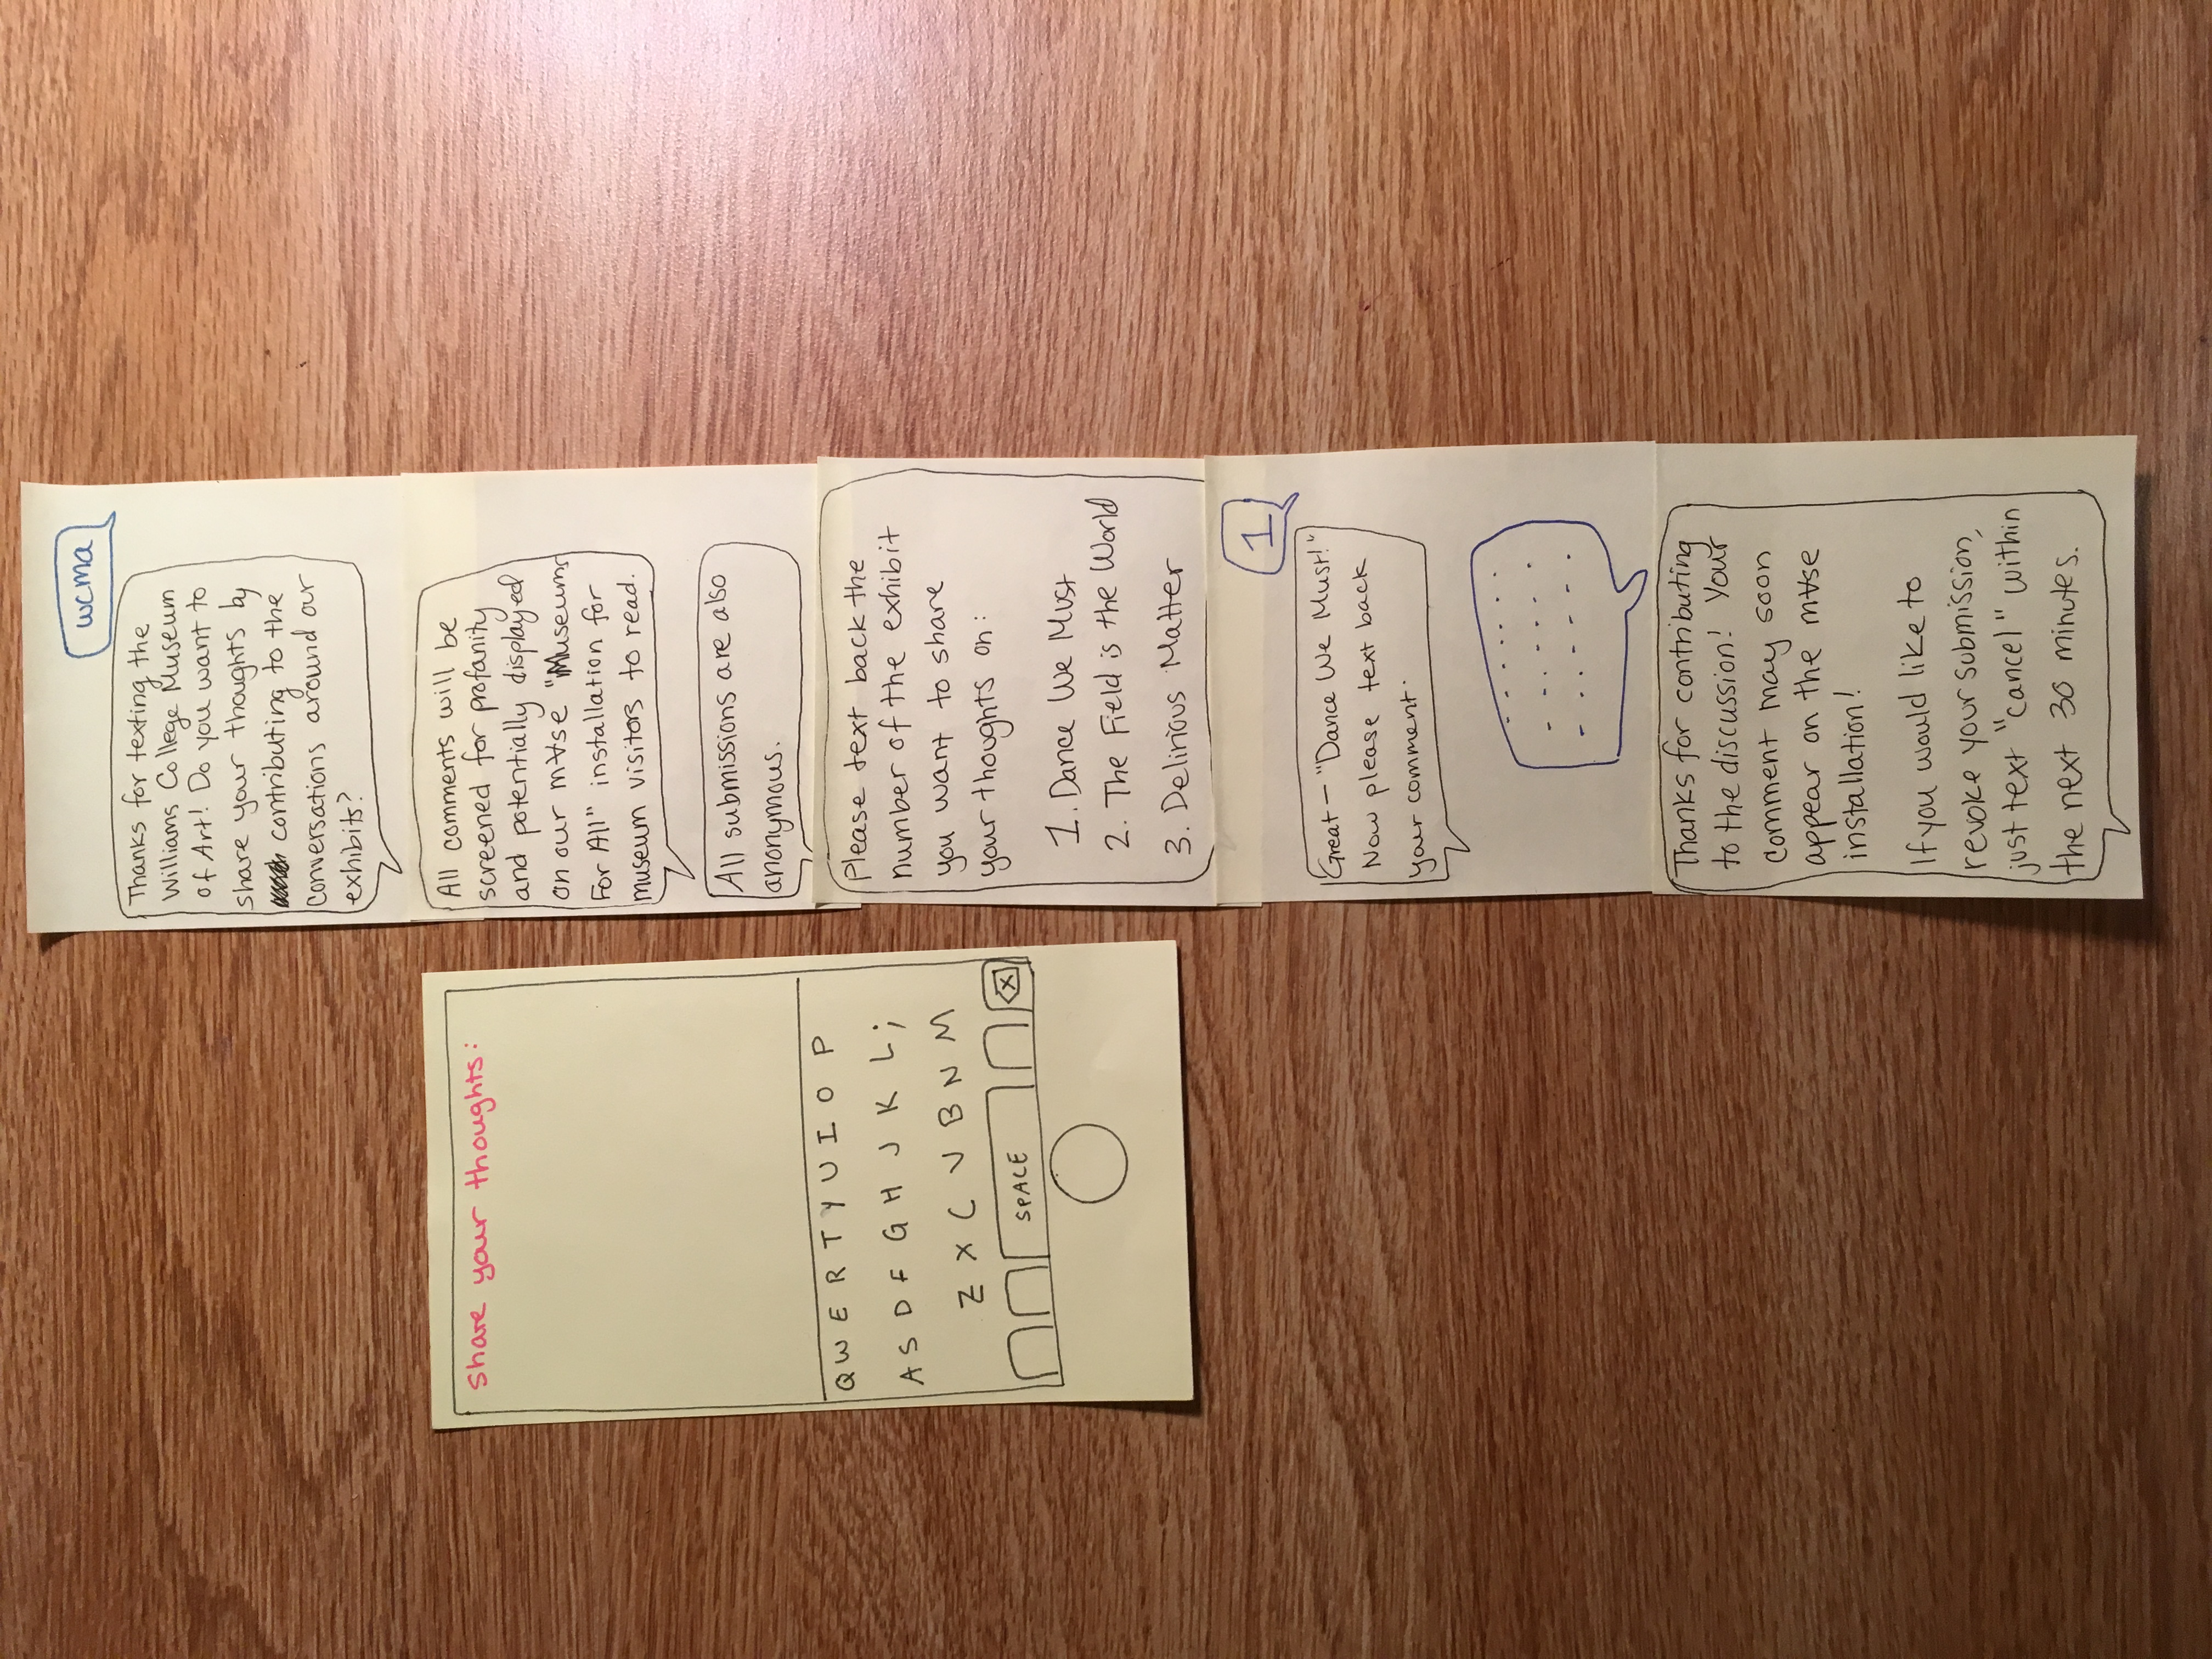 Share your thoughts:
Q W E R T Y U I O P
A S D F G H J K L ;
Z X C V B N M
SPACE
X
wcma
Thanks for texting the
Williams College Museum
of Art! Do you want to
share your thoughts by
contributing to the
conversations around our
exhibits?
All comments will be
screened for profanity
and potentially displayed
on our m∀se "Museums
For All" installation for
museum visitors to read.
All submissions are also
anonymous.
Please text back the
number of the exhibit
you want to share
your thoughts on:
1. Dance We Must
2. The Field is the World
3. Delirious Matter
1
Great — "Dance We Must!"
Now please text back
your comment.
Thanks for contributing
to the discussion! Your
comment may soon
appear on the m∀se
installation!
If you would like to
revoke your submission,
just text "cancel" within
the next 30 minutes.